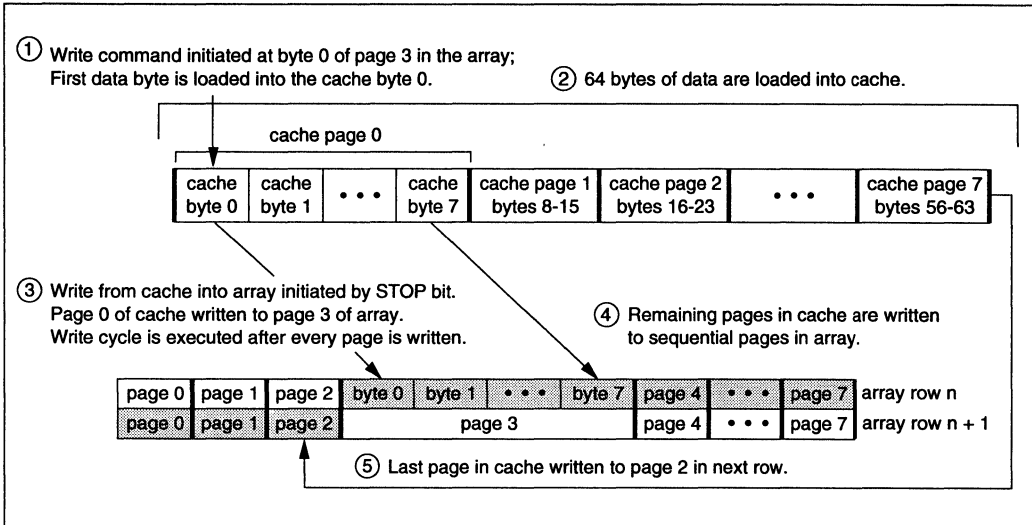 ① Write command initiated at byte 0 of page 3 in the array;
First data byte is loaded into the cache byte 0.
② 64 bytes of data are loaded into cache.
cache page 0
cache byte 0 cache byte 1 • • • cache byte 7 cache page 1 bytes 8-15 cache page 2 bytes 16-23 • • • cache page 7 bytes 56-63
③ Write from cache into array initiated by STOP bit.
Page 0 of cache written to page 3 of array.
Write cycle is executed after every page is written.
④ Remaining pages in cache are written
to sequential pages in array.
page 0 page 1 page 2 byte 0 byte 1 • • • byte 7 page 4 • • • page 7 array row n
page 0 page 1 page 2 page 3 page 4 • • • page 7 array row n + 1
⑤ Last page in cache written to page 2 in next row.